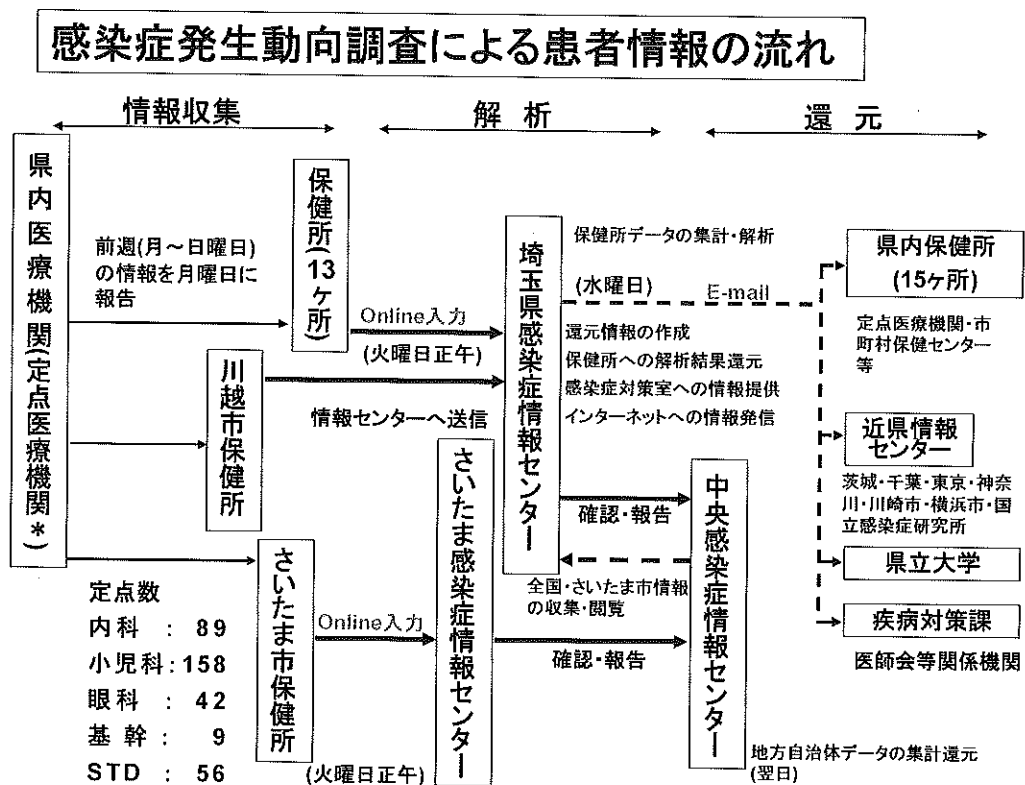 感染症発生動向調査による患者情報の流れ
情報収集
解 析
還 元
県内医療機関(定点医療機関*)
前週(月～日曜日)
の情報を月曜日に
報告
保健所(13ヶ所)
川越市保健所
さいたま市保健所
定点数
内科 : 89
小児科:158
眼科 : 42
基 幹 : 9
STD : 56
Online入力
(火曜日正午)
情報センターへ送信
Online入力
(火曜日正午)
埼玉県感染症情報センター
さいたま感染症情報センター
保健所データの集計・解析
(水曜日)
E-mail
還元情報の作成
保健所への解析結果還元
感染症対策室への情報提供
インターネットへの情報発信
確認・報告
全国・さいたま市情報
の収集・閲覧
確認・報告
中央感染症情報センター
地方自治体データの集計還元
(翌日)
県内保健所
(15ヶ所)
定点医療機関・市
町村保健センター
等
近県情報
センター
茨城・千葉・東京・神奈
川・川崎市・横浜市・国
立感染症研究所
県立大学
疾病対策課
医師会等関係機関